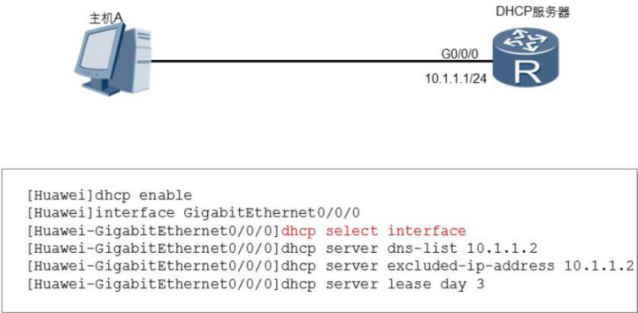 主机A
DHCP服务器
G0/0/0
10.1.1.1/24
R
[Huawei]dhcp enable
[Huawei]interface GigabitEthernet0/0/0
[Huawei-GigabitEthernet0/0/0]dhcp select interface
[Huawei-GigabitEthernet0/0/0]dhcp server dns-list 10.1.1.2
[Huawei-GigabitEthernet0/0/0]dhcp server excluded-ip-address 10.1.1.2
[Huawei-GigabitEthernet0/0/0]dhcp server lease day 3